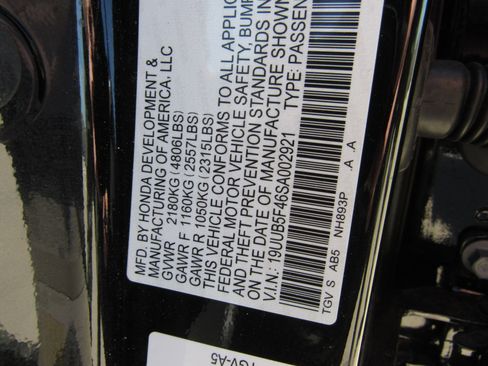 MFD. BY HONDA DEVELOPMENT &
MANUFACTURING OF AMERICA, LLC
GVWR 2180KG (4806LBS)
GAWR F 1160KG (2557LBS)
GAWR R 1050KG (2315LBS)
THIS VEHICLE CONFORMS TO ALL APPLIC
FEDERAL MOTOR VEHICLE SAFETY, BUMP
AND THEFT PREVENTION STANDARDS IN
ON THE DATE OF MANUFACTURE SHOWN
V.I.N.: 19UUB5F46SA002921 TYPE: PASSEN
TGV S AB5 NH893P A A
TGV-A5